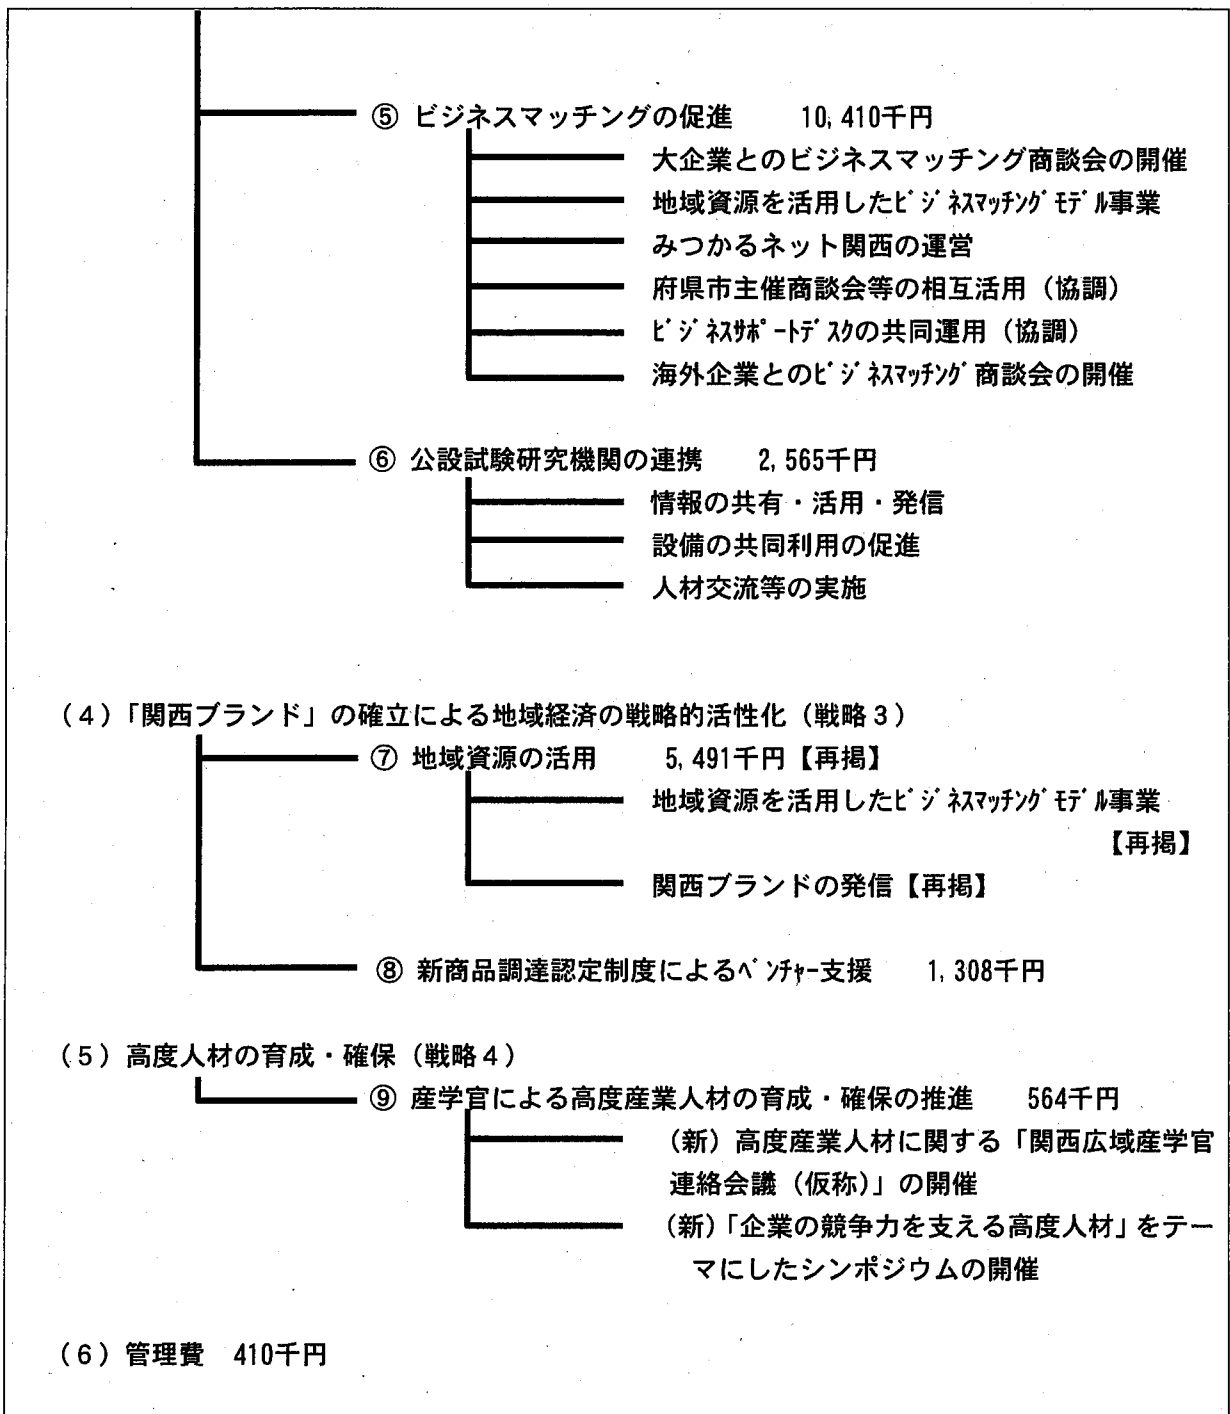 ⑤ ビジネスマッチングの促進　　10,410千円
大企業とのビジネスマッチング商談会の開催
地域資源を活用したﾋﾞｼﾞﾈｽﾏｯﾁﾝｸﾞﾓﾃﾞﾙ事業
みつかるネット関西の運営
府県市主催商談会等の相互活用（協調）
ﾋﾞｼﾞﾈｽｻﾎﾟｰﾄﾃﾞｽｸの共同運用（協調）
海外企業とのﾋﾞｼﾞﾈｽﾏｯﾁﾝｸﾞ商談会の開催
⑥ 公設試験研究機関の連携　　2,565千円
情報の共有・活用・発信
設備の共同利用の促進
人材交流等の実施
（４）「関西ブランド」の確立による地域経済の戦略的活性化（戦略３）
⑦ 地域資源の活用　　5,491千円【再掲】
地域資源を活用したﾋﾞｼﾞﾈｽﾏｯﾁﾝｸﾞﾓﾃﾞﾙ事業
【再掲】
関西ブランドの発信【再掲】
⑧ 新商品調達認定制度によるﾍﾞﾝﾁｬｰ支援　　1,308千円
（５）高度人材の育成・確保（戦略４）
⑨ 産学官による高度産業人材の育成・確保の推進　　564千円
（新）高度産業人材に関する「関西広域産学官
連絡会議（仮称）」の開催
（新）「企業の競争力を支える高度人材」をテー
マにしたシンポジウムの開催
（６）管理費　410千円